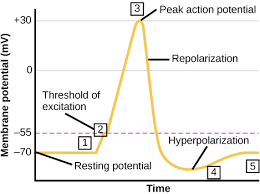 +30
3
Peak action potential
Repolarization
0
Threshold of
excitation
2
−55
1
Hyperpolarization
−70
Resting potential
4
5
Membrane potential (mV)
Time